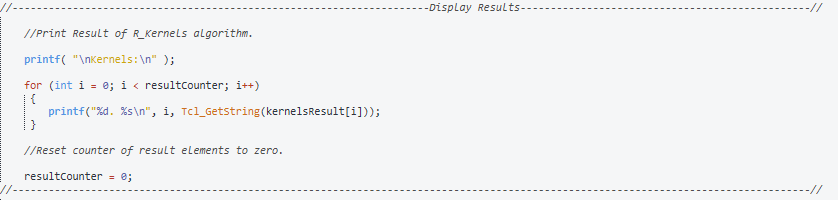 //----------------------------------------------------------------------Display Results-------------------------------------------------//
//Print Result of R_Kernels algorithm.
printf( "\nKernels:\n" );
for (int i = 0; i < resultCounter; i++)
{
printf("%d. %s\n", i, Tcl_GetString(kernelsResult[i]));
}
//Reset counter of result elements to zero.
resultCounter = 0;
//---------------------------------------------------------------------------------------------------------------------------------------//